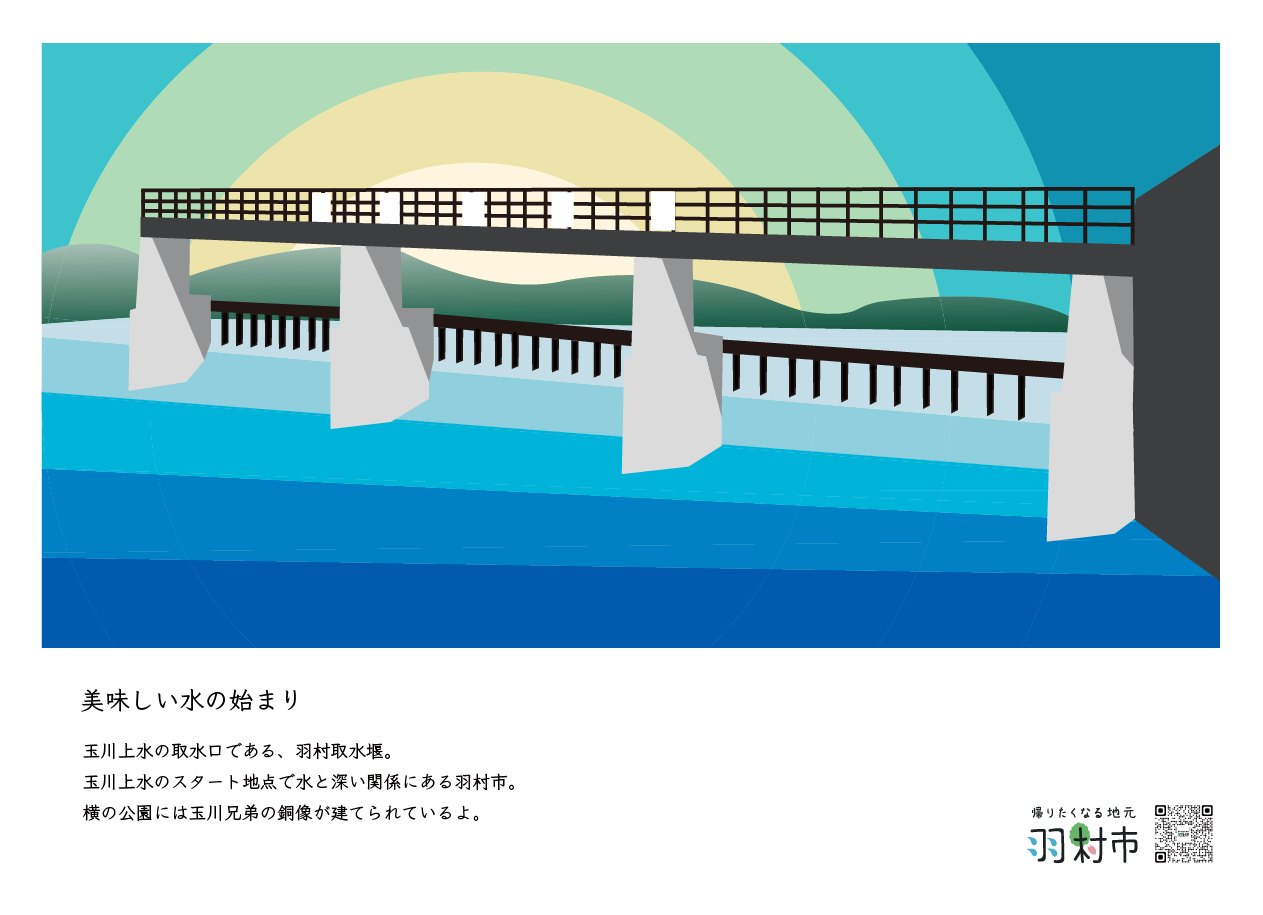 美味しい水の始まり
玉川上水の取水口である、羽村取水堰。
玉川上水のスタート地点で水と深い関係にある羽村市。
横の公園には玉川兄弟の銅像が建てられているよ。
帰りたくなる地元
羽村市